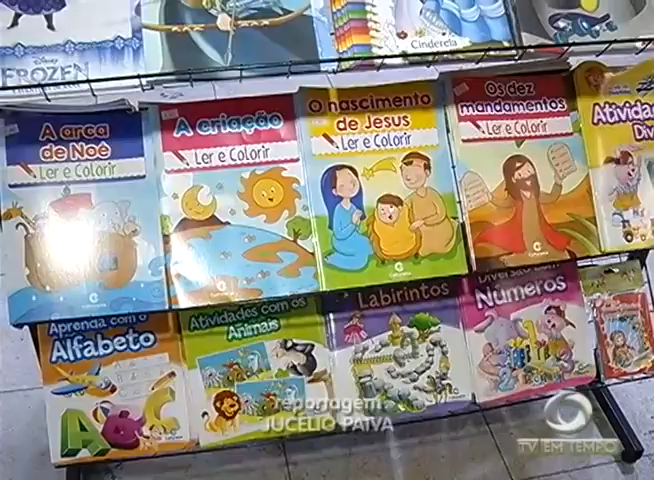 Disney
FROZEN
Cinderela
A arca
de Noé
Ler e Colorir
A criação
Ler e Colorir
O nascimento
de Jesus
Ler e Colorir
Os dez
mandamentos
Ler e Colorir
Aprenda com o
Alfabeto
Atividades com os
Animais
Labirintos
Números
reportagem
JUCÉLIO PAIVA
TV EM TEMPO